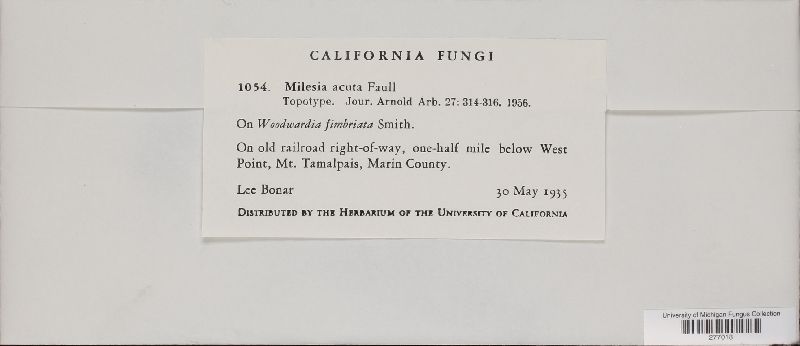 CALIFORNIA FUNGI
1054. Milesia acuta Faull
Topotype. Jour. Arnold Arb. 27: 314-316. 1956.
On Woodwardia fimbriata Smith.
On old railroad right-of-way, one-half mile below West
Point, Mt. Tamalpais, Marin County.
Lee Bonar 30 May 1935
DISTRIBUTED BY THE HERBARIUM OF THE UNIVERSITY OF CALIFORNIA
University of Michigan Fungus Collection
277018